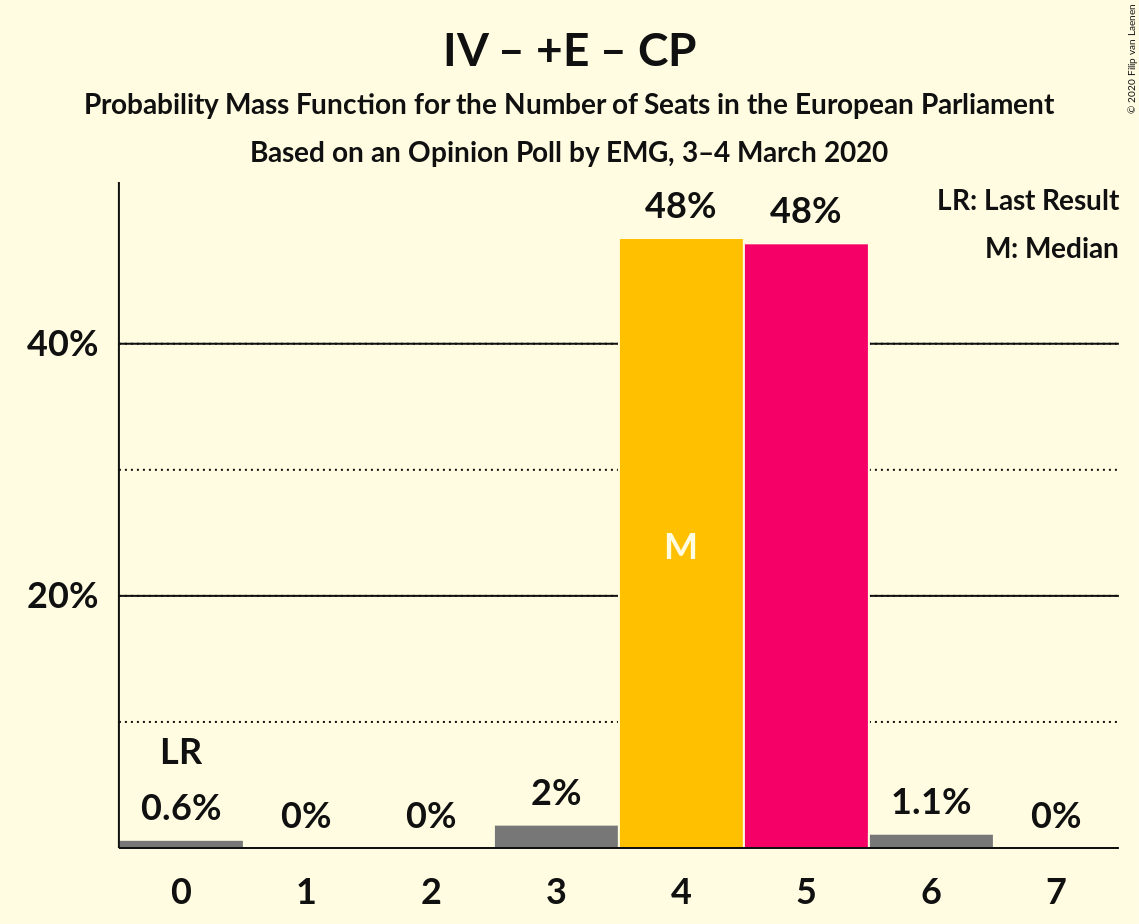 IV – +E – CP
Probability Mass Function for the Number of Seats in the European Parliament
Based on an Opinion Poll by EMG, 3–4 March 2020
© 2020 Filip van Laenen
LR: Last Result
M: Median
48%
48%
40%
M
20%
LR
0.6%
0%
0%
2%
1.1%
0%
0
1
2
3
4
5
6
7